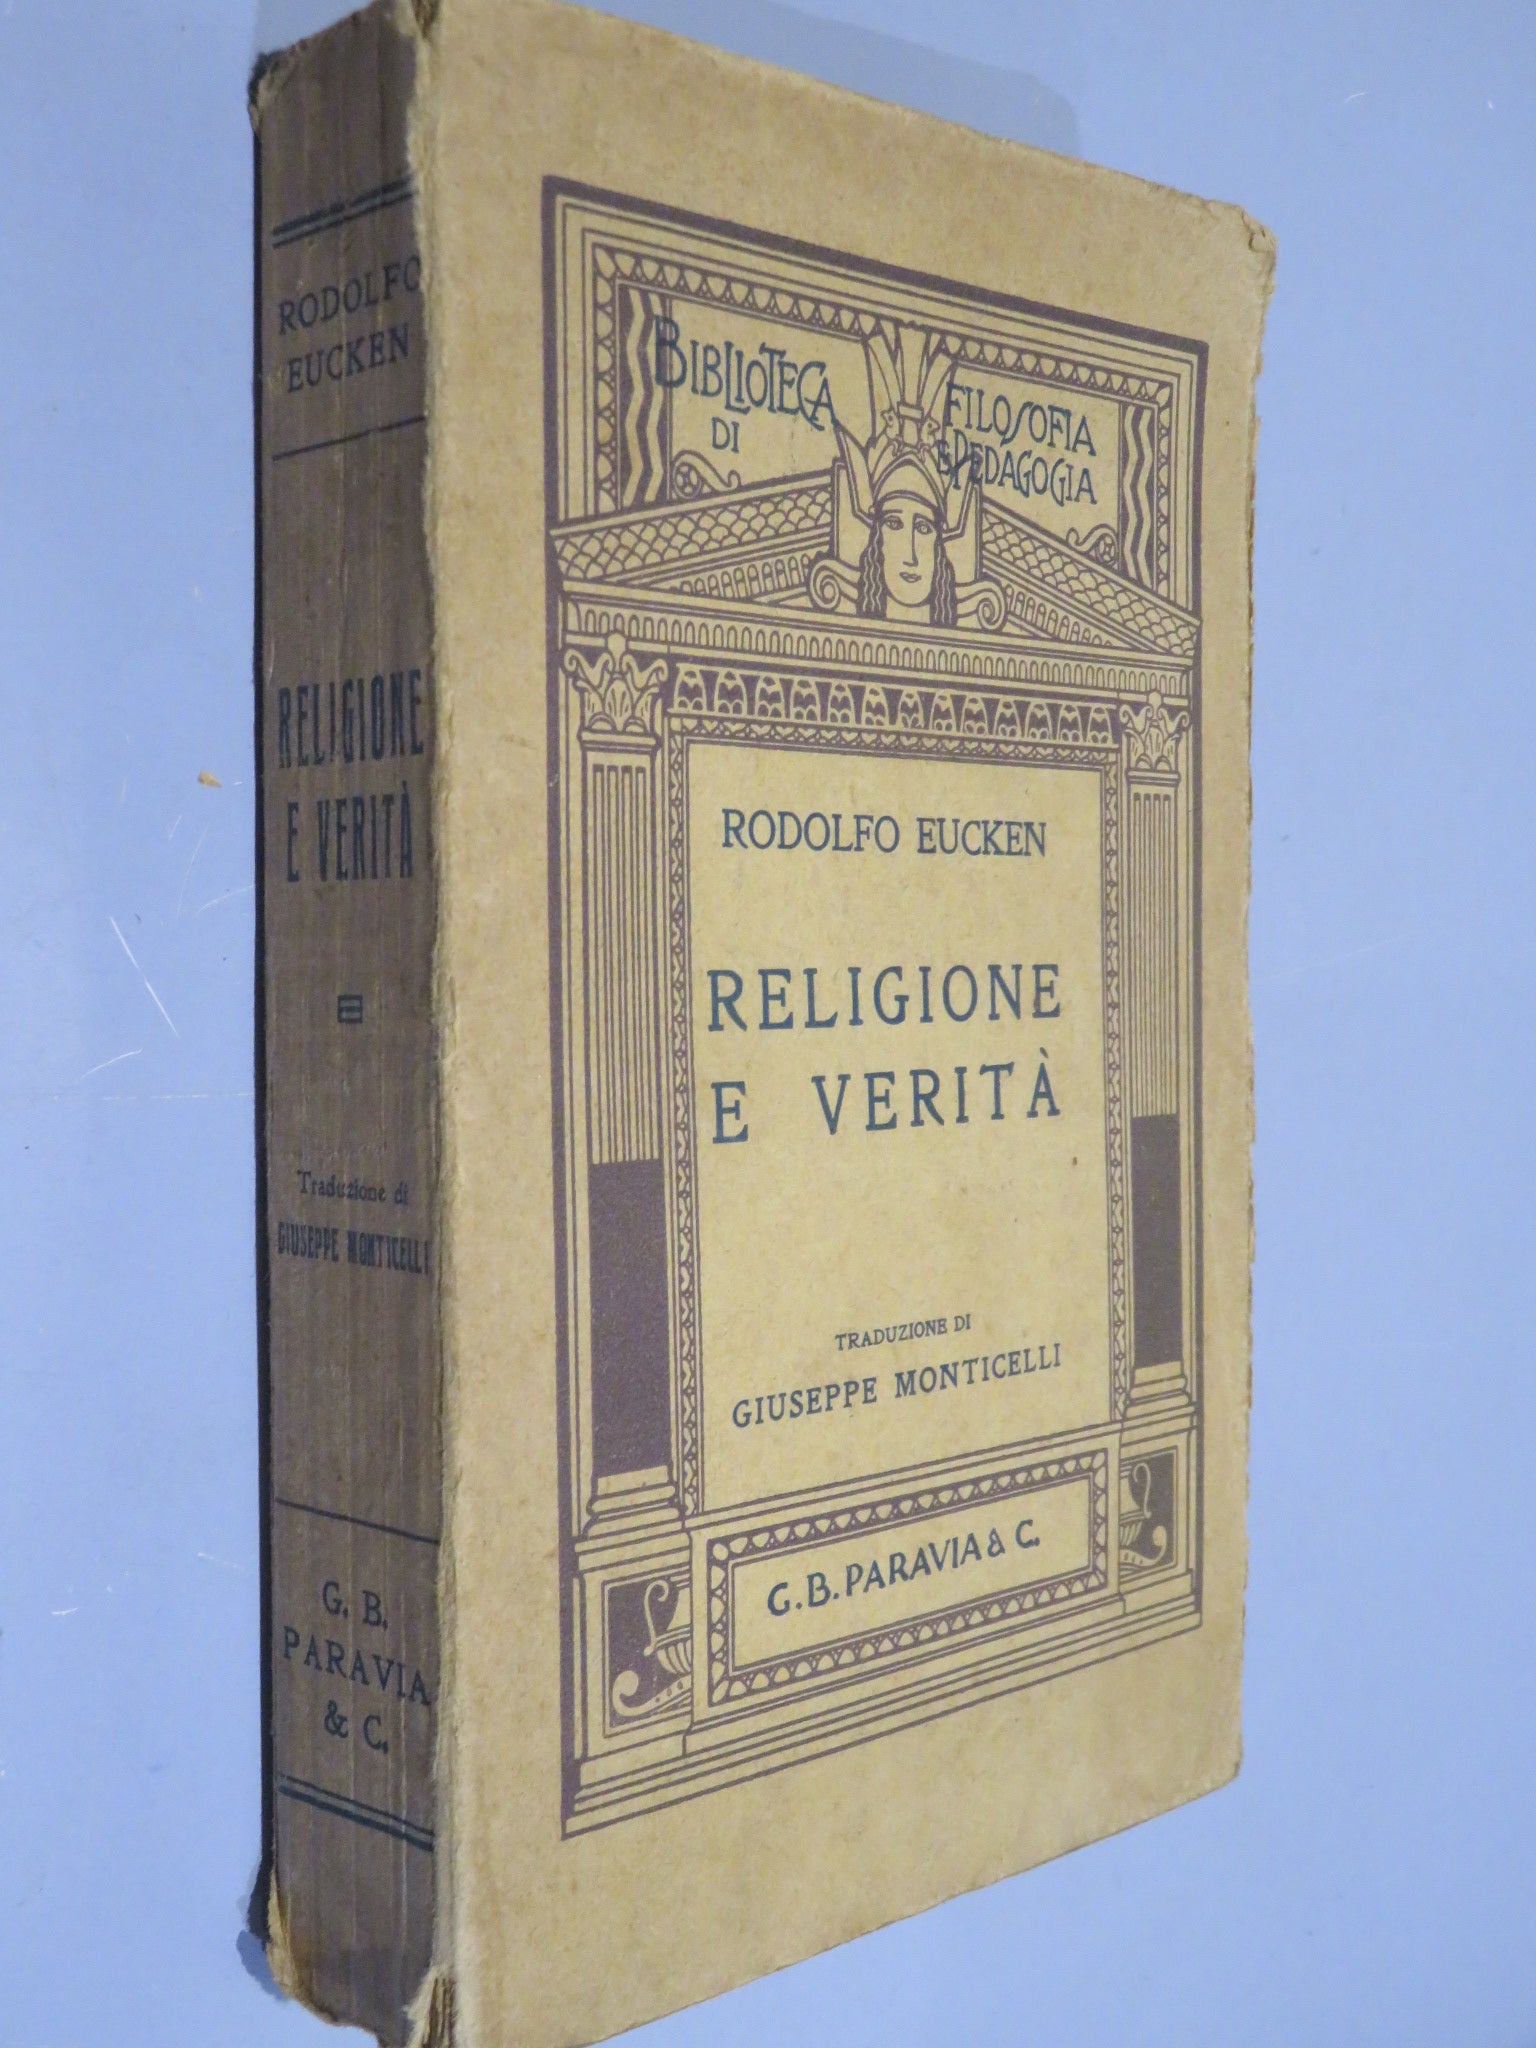 RODOLFO
EUCKEN
RELIGIONE
E VERITÀ
Traduzione di
GIUSEPPE MONTICELLI
G. B.
PARAVIA
& C.
BIBLIOTECA
DI
FILOSOFIA
E PEDAGOGIA
RODOLFO EUCKEN
RELIGIONE
E VERITÀ
TRADUZIONE DI
GIUSEPPE MONTICELLI
G. B. PARAVIA & C.